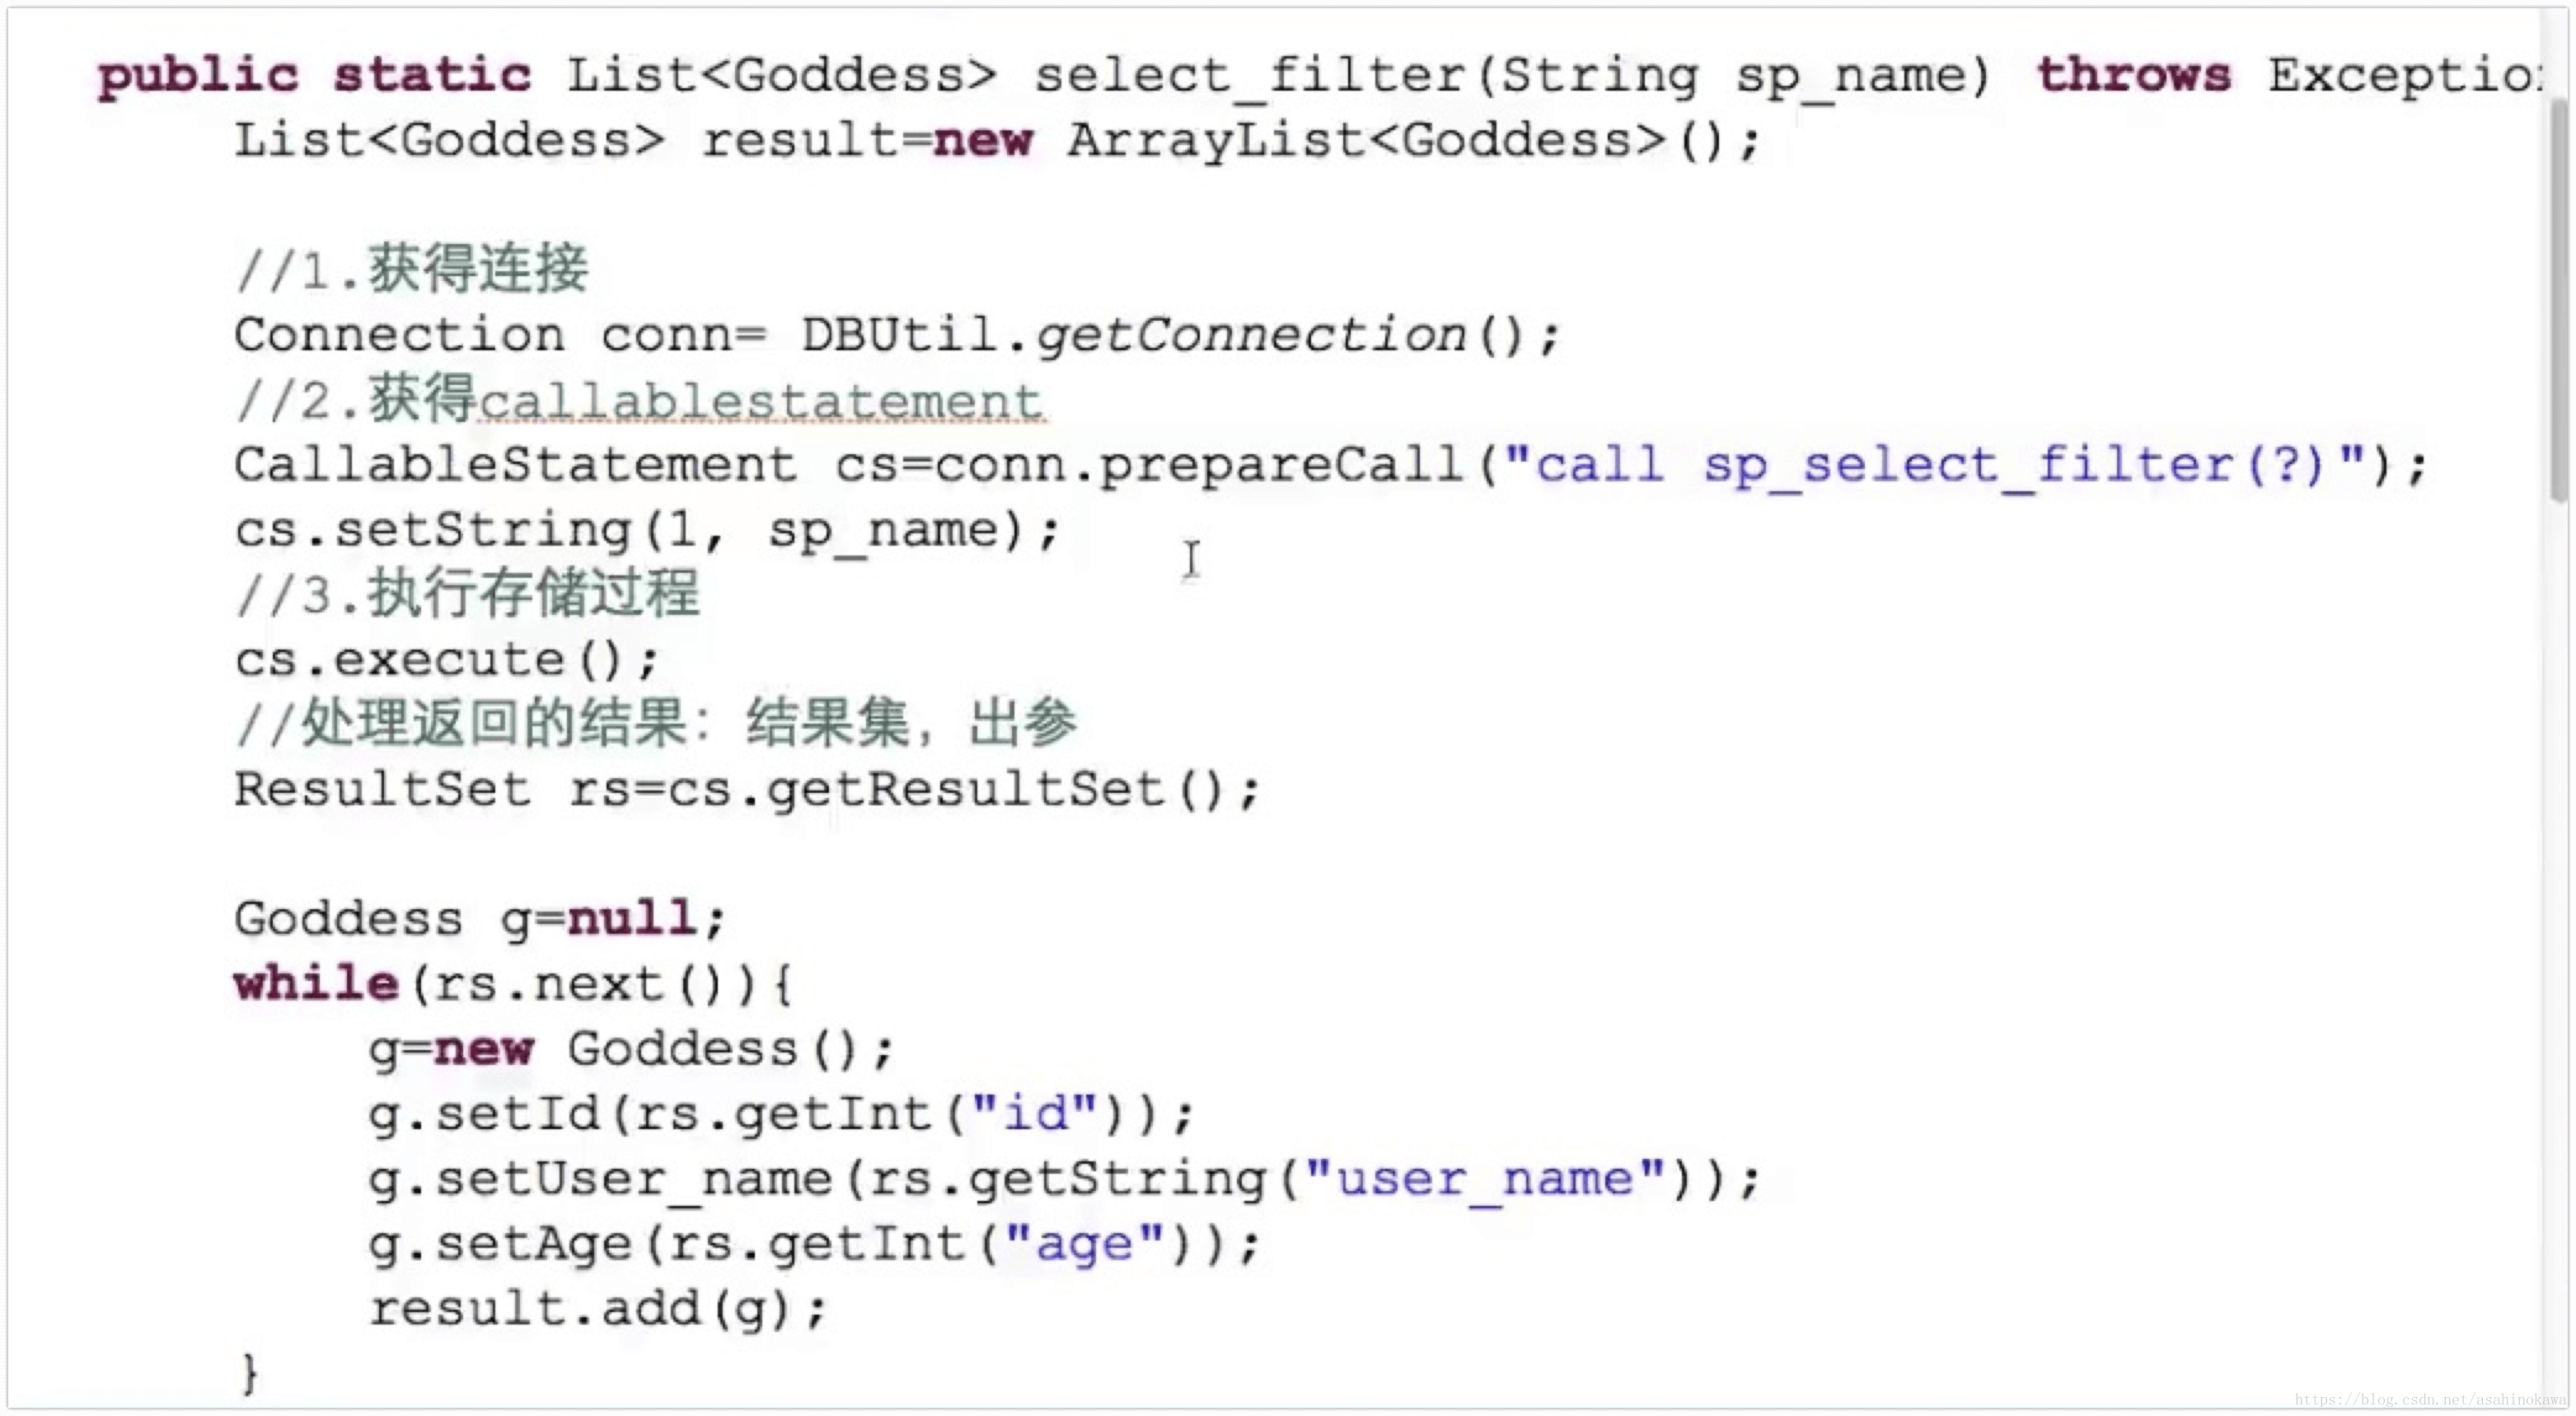 public static List<Goddess> select_filter(String sp_name) throws Exceptio
List<Goddess> result=new ArrayList<Goddess>();
//1.获得连接
Connection conn= DBUtil.getConnection();
//2.获得callablestatement
CallableStatement cs=conn.prepareCall("call sp_select_filter(?)");
cs.setString(1, sp_name);
//3.执行存储过程
cs.execute();
//处理返回的结果：结果集，出参
ResultSet rs=cs.getResultSet();
Goddess g=null;
while(rs.next()){
g=new Goddess();
g.setId(rs.getInt("id"));
g.setUser_name(rs.getString("user_name"));
g.setAge(rs.getInt("age"));
result.add(g);
}
https://blog.csdn.net/asahinokawa